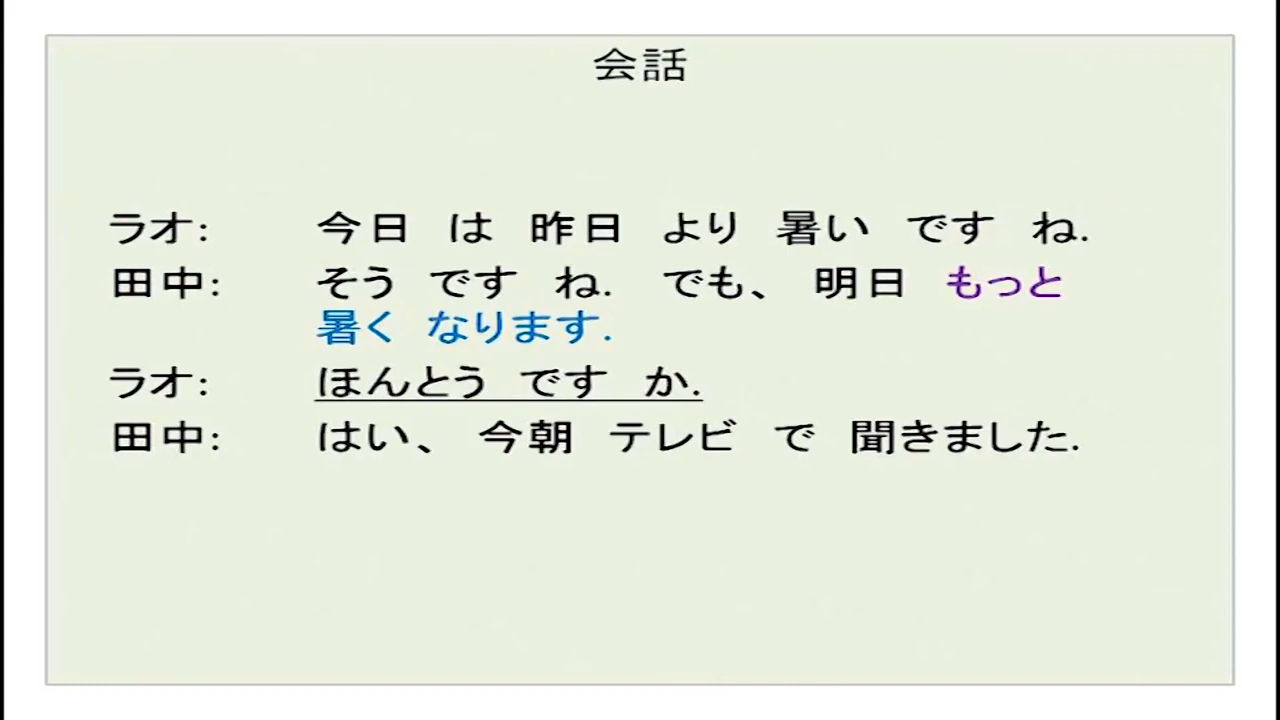 会話
ラオ: 今日 は 昨日 より 暑い です ね.
田中: そう です ね. でも、 明日 もっと
暑く なります.
ラオ: ほんとう です か.
田中: はい、 今朝 テレビ で 聞きました.